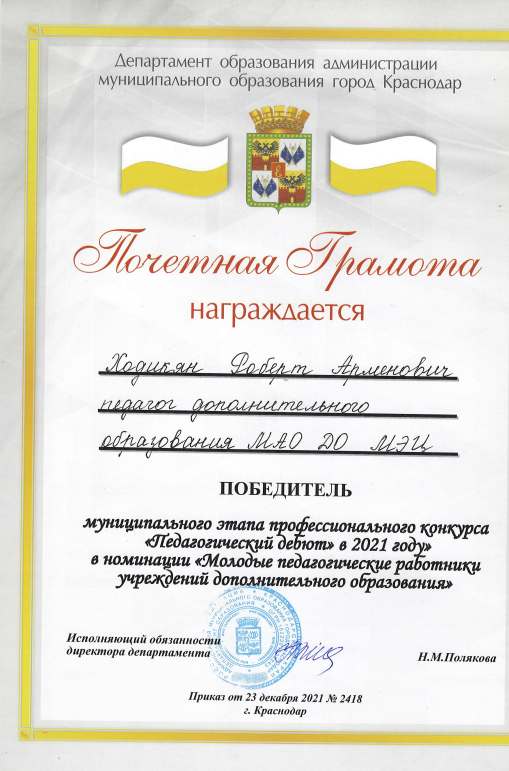 Департамент образования администрации
муниципального образования город Краснодар
Почетная Грамота
награждается
Ходикян Роберт Арменович
педагог дополнительного
образования МАО ДО МЭЦ
ПОБЕДИТЕЛЬ
муниципального этапа профессионального конкурса
«Педагогический дебют» в 2021 году»
в номинации «Молодые педагогические работники
учреждений дополнительного образования»
Исполняющий обязанности
директора департамента
Н.М.Полякова
Приказ от 23 декабря 2021 № 2418
г. Краснодар